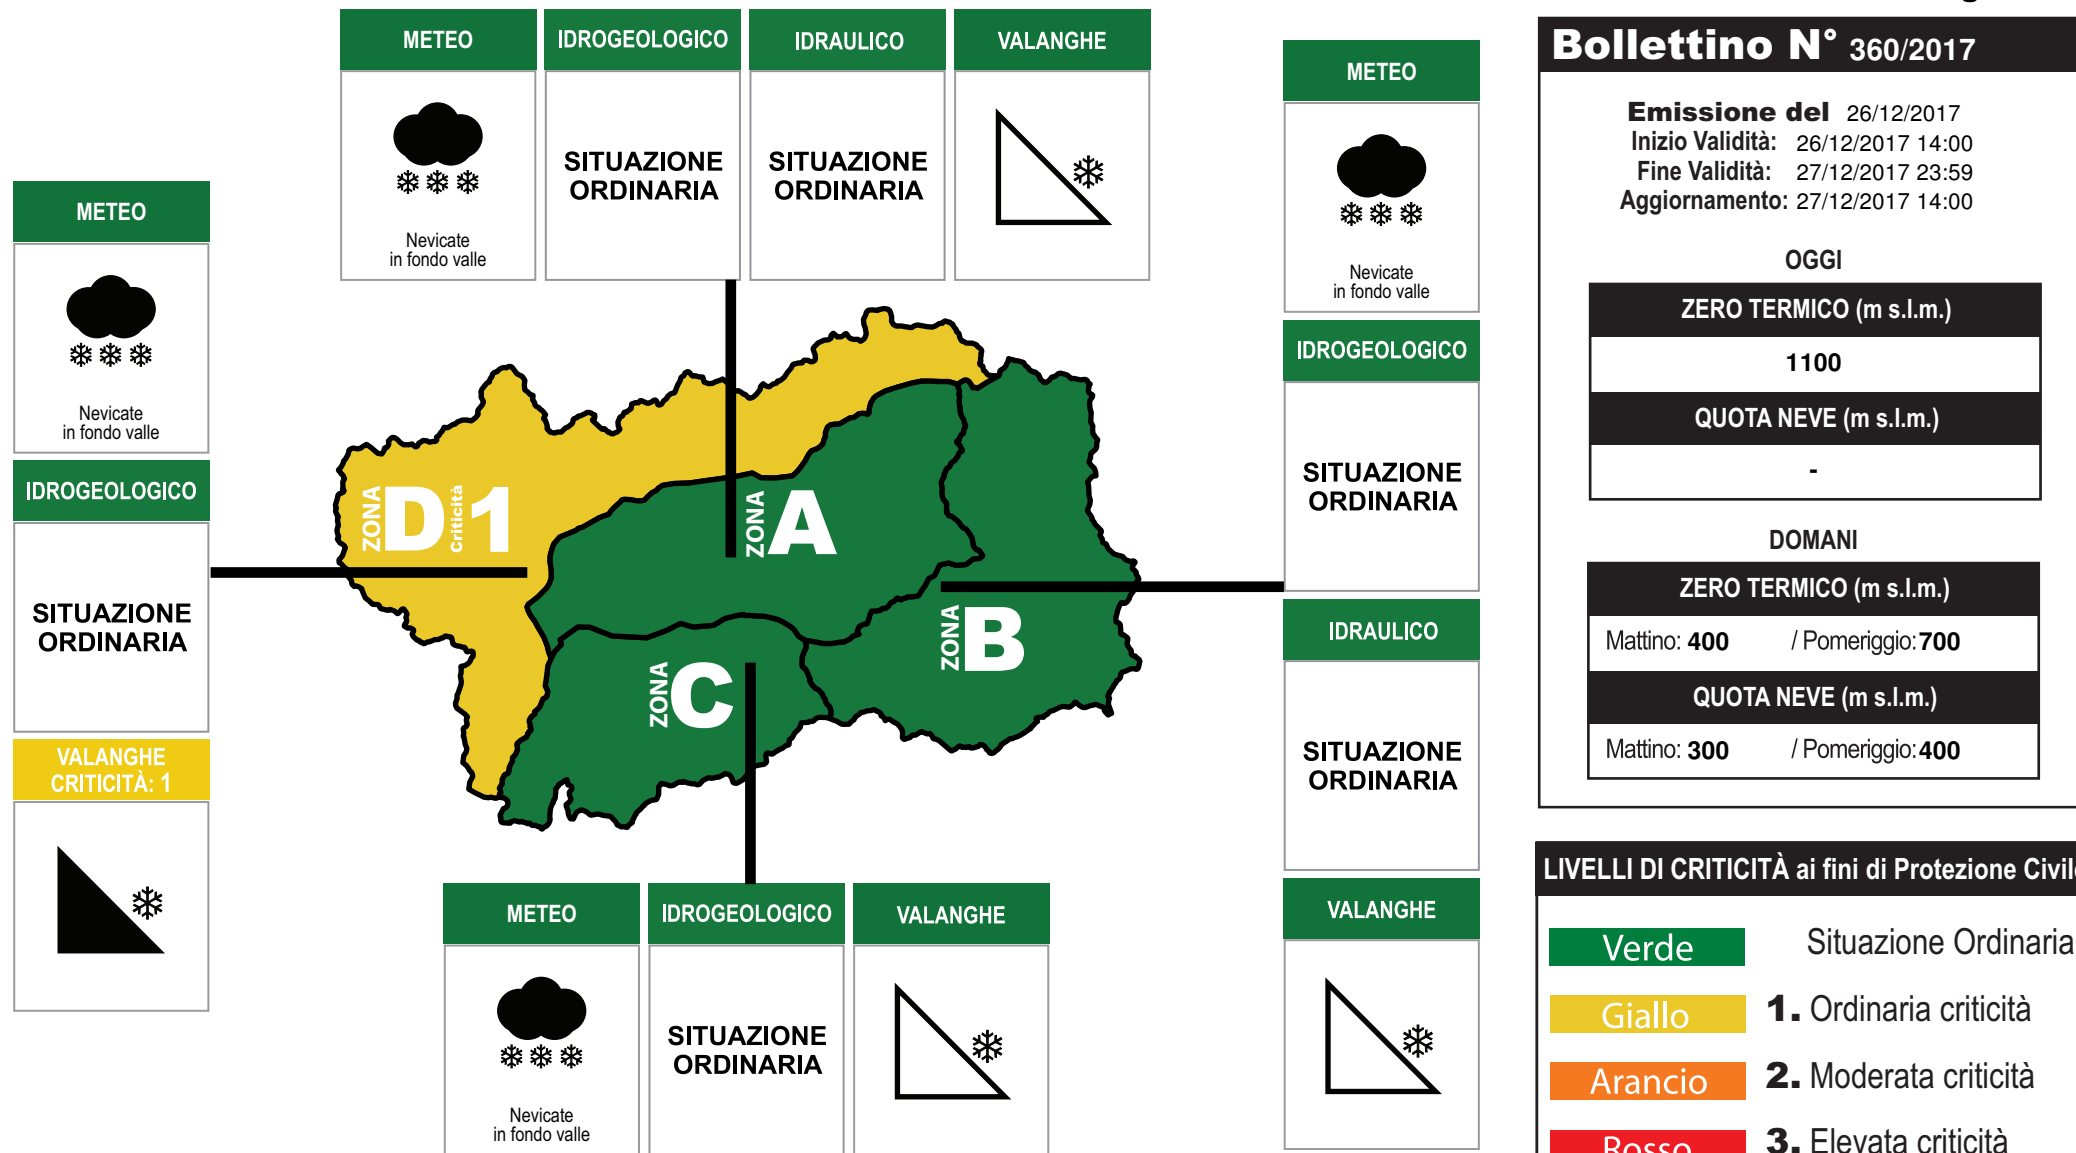 METEO
Nevicate
in fondo valle
IDROGEOLOGICO
SITUAZIONE
ORDINARIA
IDRAULICO
SITUAZIONE
ORDINARIA
VALANGHE
METEO
Nevicate
in fondo valle
IDROGEOLOGICO
SITUAZIONE
ORDINARIA
VALANGHE
CRITICITÀ: 1
ZONA D Criticità 1
ZONA A
ZONA B
ZONA C
METEO
Nevicate
in fondo valle
IDROGEOLOGICO
SITUAZIONE
ORDINARIA
IDRAULICO
SITUAZIONE
ORDINARIA
VALANGHE
METEO
Nevicate
in fondo valle
IDROGEOLOGICO
SITUAZIONE
ORDINARIA
VALANGHE
Bollettino N° 360/2017
Emissione del 26/12/2017
Inizio Validità: 26/12/2017 14:00
Fine Validità: 27/12/2017 23:59
Aggiornamento: 27/12/2017 14:00
OGGI
ZERO TERMICO (m s.l.m.)
1100
QUOTA NEVE (m s.l.m.)
-
DOMANI
ZERO TERMICO (m s.l.m.)
Mattino: 400 / Pomeriggio: 700
QUOTA NEVE (m s.l.m.)
Mattino: 300 / Pomeriggio: 400
LIVELLI DI CRITICITÀ ai fini di Protezione Civile
Verde Situazione Ordinaria
Giallo 1. Ordinaria criticità
Arancio 2. Moderata criticità
Rosso 3. Elevata criticità